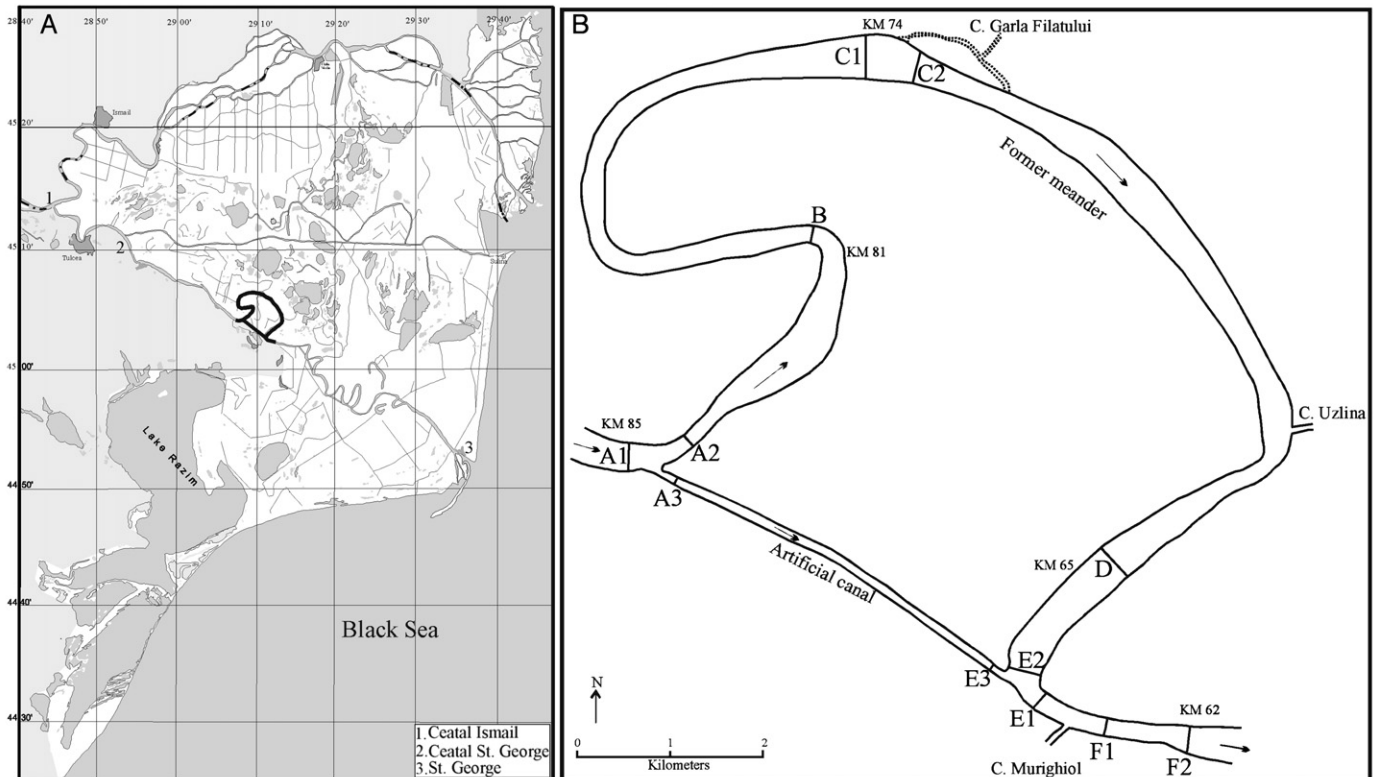 A
28°40'
28°50'
29°00'
29°10'
29°20'
29°40'
45°20'
45°10'
45°00'
44°50'
44°40'
44°30'
Ismail
1
2
Tulcea
Sulina
3
Lake Razim
Black Sea
1. Ceatal Ismail
2. Ceatal St. George
3. St. George
B
KM 74
C. Garla Filatului
C1
C2
Former meander
B
KM 81
C. Uzlina
KM 85
A1
A2
A3
Artificial canal
KM 65
D
E2
E3
E1
KM 62
F1
F2
C. Murighiol
N
0 1 2
Kilometers